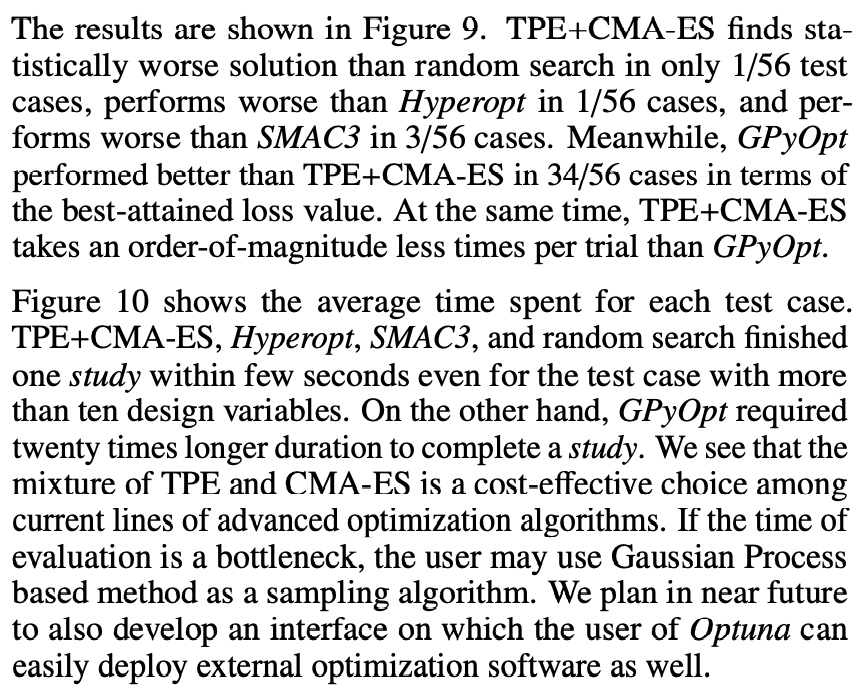 The results are shown in Figure 9. TPE+CMA-ES finds sta-
tistically worse solution than random search in only 1/56 test
cases, performs worse than Hyperopt in 1/56 cases, and per-
forms worse than SMAC3 in 3/56 cases. Meanwhile, GPyOpt
performed better than TPE+CMA-ES in 34/56 cases in terms of
the best-attained loss value. At the same time, TPE+CMA-ES
takes an order-of-magnitude less times per trial than GPyOpt.
Figure 10 shows the average time spent for each test case.
TPE+CMA-ES, Hyperopt, SMAC3, and random search finished
one study within few seconds even for the test case with more
than ten design variables. On the other hand, GPyOpt required
twenty times longer duration to complete a study. We see that the
mixture of TPE and CMA-ES is a cost-effective choice among
current lines of advanced optimization algorithms. If the time of
evaluation is a bottleneck, the user may use Gaussian Process
based method as a sampling algorithm. We plan in near future
to also develop an interface on which the user of Optuna can
easily deploy external optimization software as well.